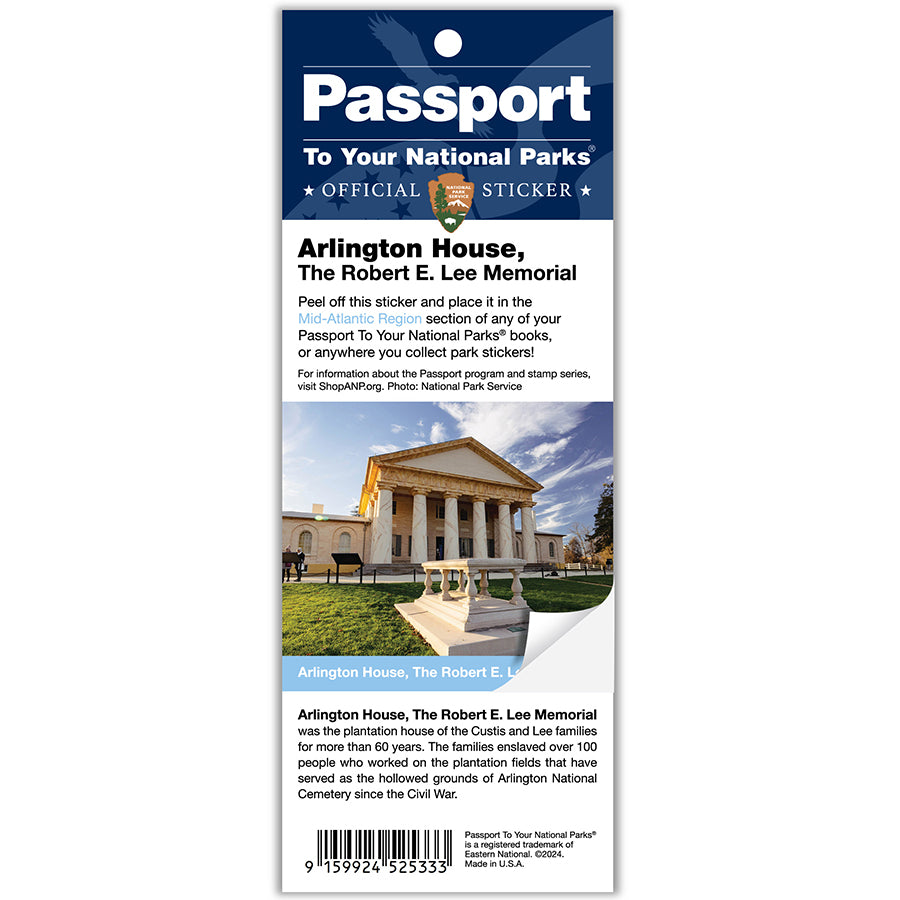 Passport
To Your National Parks®
★ OFFICIAL STICKER ★
NATIONAL
PARK
SERVICE
Arlington House,
The Robert E. Lee Memorial
Peel off this sticker and place it in the
Mid-Atlantic Region section of any of your
Passport To Your National Parks® books,
or anywhere you collect park stickers!
For information about the Passport program and stamp series,
visit ShopANP.org. Photo: National Park Service
Arlington House, The Robert E. L
Arlington House, The Robert E. Lee Memorial
was the plantation house of the Custis and Lee families
for more than 60 years. The families enslaved over 100
people who worked on the plantation fields that have
served as the hollowed grounds of Arlington National
Cemetery since the Civil War.
9 159924 525333
Passport To Your National Parks®
is a registered trademark of
Eastern National. ©2024.
Made in U.S.A.